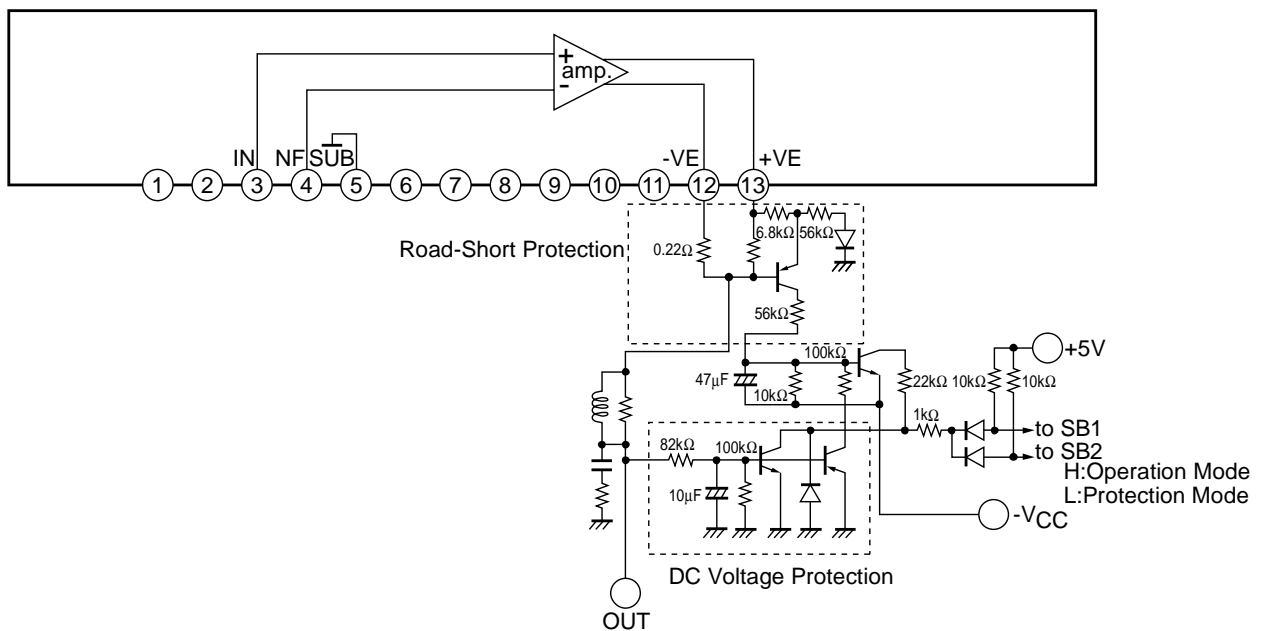 +
amp.
-
IN NF SUB -VE +VE
1 2 3 4 5 6 7 8 9 10 11 12 13
6.8kΩ 56kΩ
Road-Short Protection
0.22Ω
56kΩ
100kΩ
+5V
47µF
10kΩ
22kΩ 10kΩ 10kΩ
1kΩ
to SB1
82kΩ 100kΩ
to SB2
H:Operation Mode
10µF
L:Protection Mode
-VCC
DC Voltage Protection
OUT